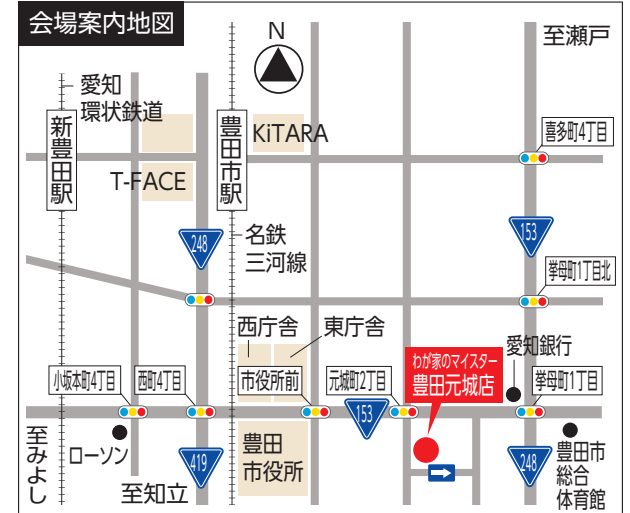 会場案内地図
N
至瀬戸
愛知
環状鉄道
新豊田駅
豊田市駅
KiTARA
喜多町4丁目
T-FACE
248
名鉄
三河線
153
挙母町1丁目北
西庁舎
東庁舎
わが家のマイスター
豊田元城店
愛知銀行
小坂本町4丁目
西町4丁目
市役所前
元城町2丁目
挙母町1丁目
153
至みよし
ローソン
419
至知立
豊田
市役所
248
豊田市
総合
体育館